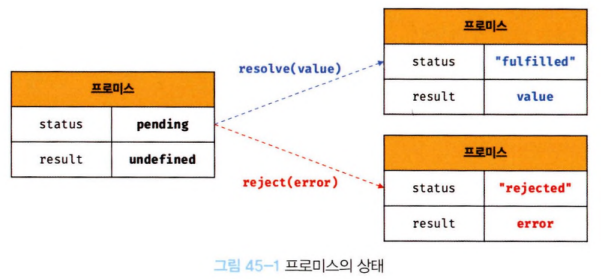 프로미스
status pending
result undefined
resolve(value)
reject(error)
프로미스
status "fulfilled"
result value
프로미스
status "rejected"
result error
그림 45-1 프로미스의 상태